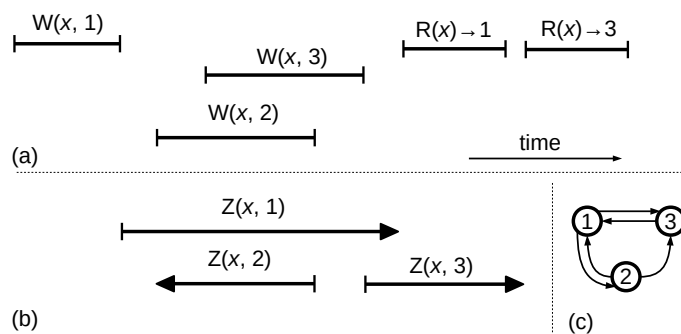 W(x, 1)
R(x)→1
R(x)→3
W(x, 3)
W(x, 2)
time
(a)
Z(x, 1)
1
3
Z(x, 2)
Z(x, 3)
2
(b)
(c)